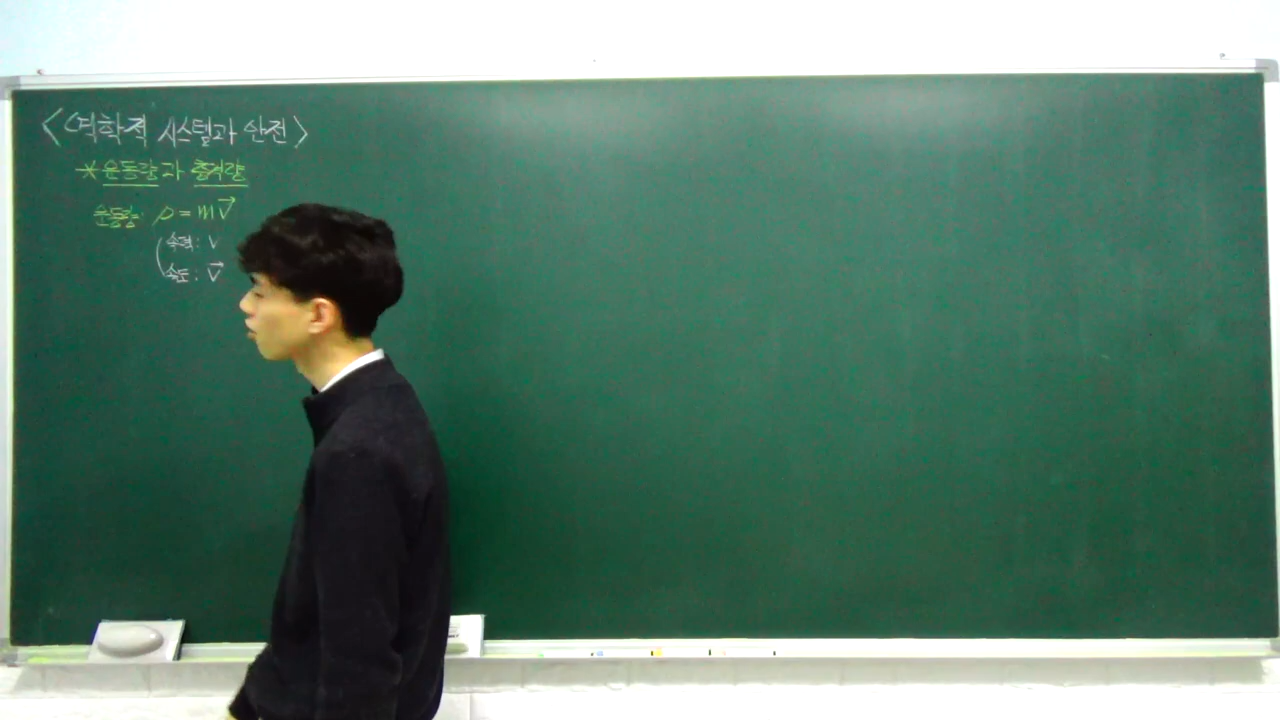 <역학적 시스템과 안전>
* 운동량과 충격량
운동량: p = mv⃗
속력: v
속도: v⃗